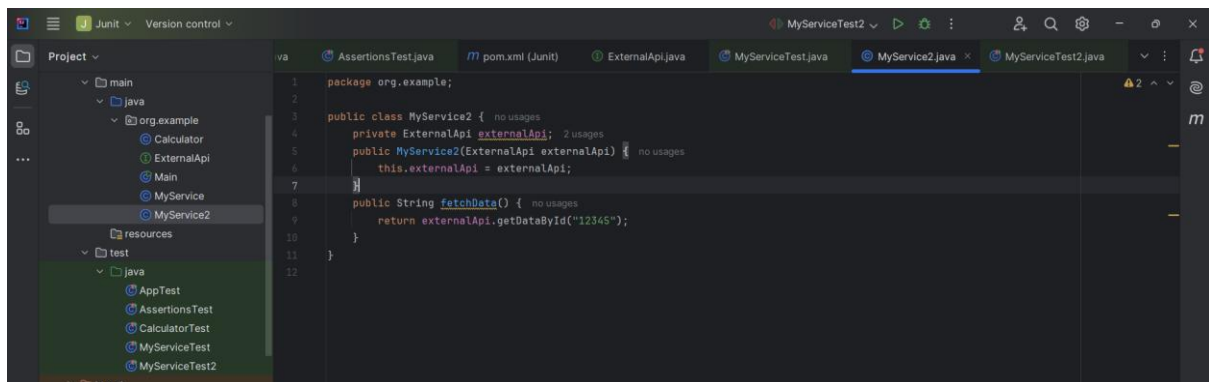 J Junit Version control MyServiceTest2
Project
va AssertionsTest.java m pom.xml (Junit) ExternalApi.java MyServiceTest.java MyService2.java MyServiceTest2.java
main
java
org.example
Calculator
ExternalApi
Main
MyService
MyService2
resources
test
java
AppTest
AssertionsTest
CalculatorTest
MyServiceTest
MyServiceTest2
1 package org.example;
2
3 public class MyService2 { no usages
4 private ExternalApi externalApi; 2 usages
5 public MyService2(ExternalApi externalApi) { no usages
6 this.externalApi = externalApi;
7 }
8 public String fetchData() { no usages
9 return externalApi.getDataById("12345");
10 }
11 }
12
2
m